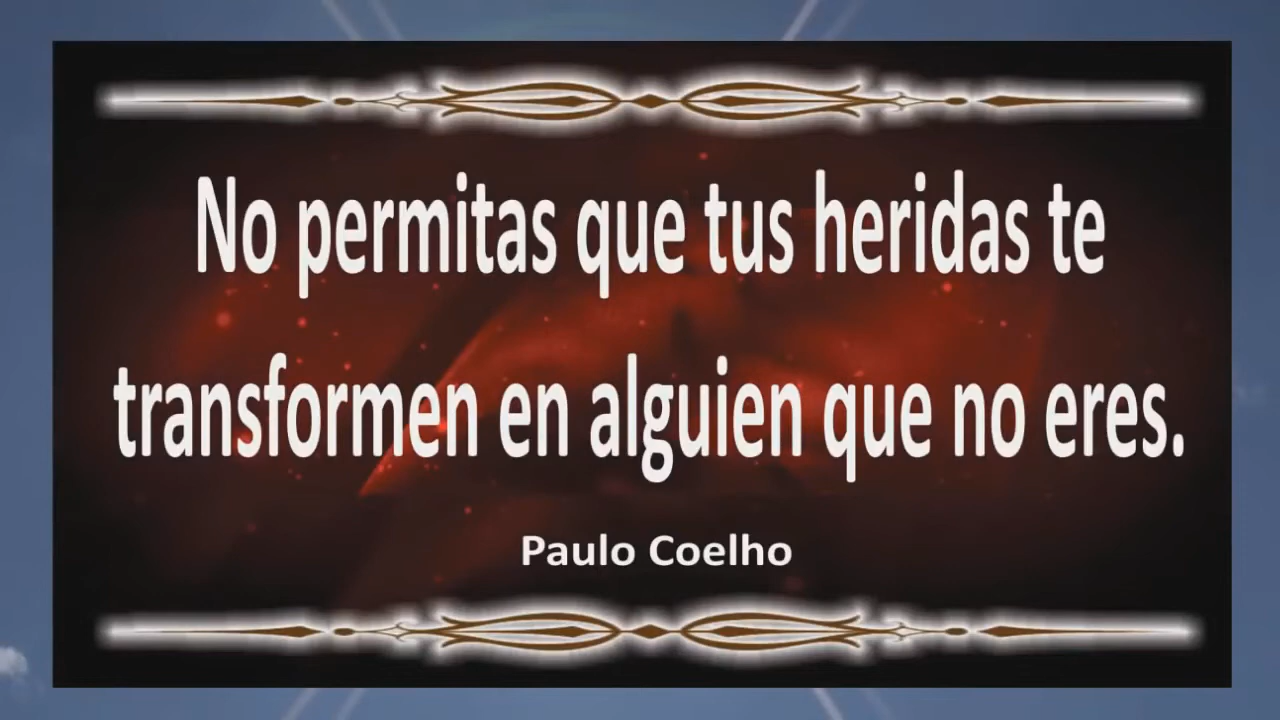 No permitas que tus heridas te
transformen en alguien que no eres.
Paulo Coelho